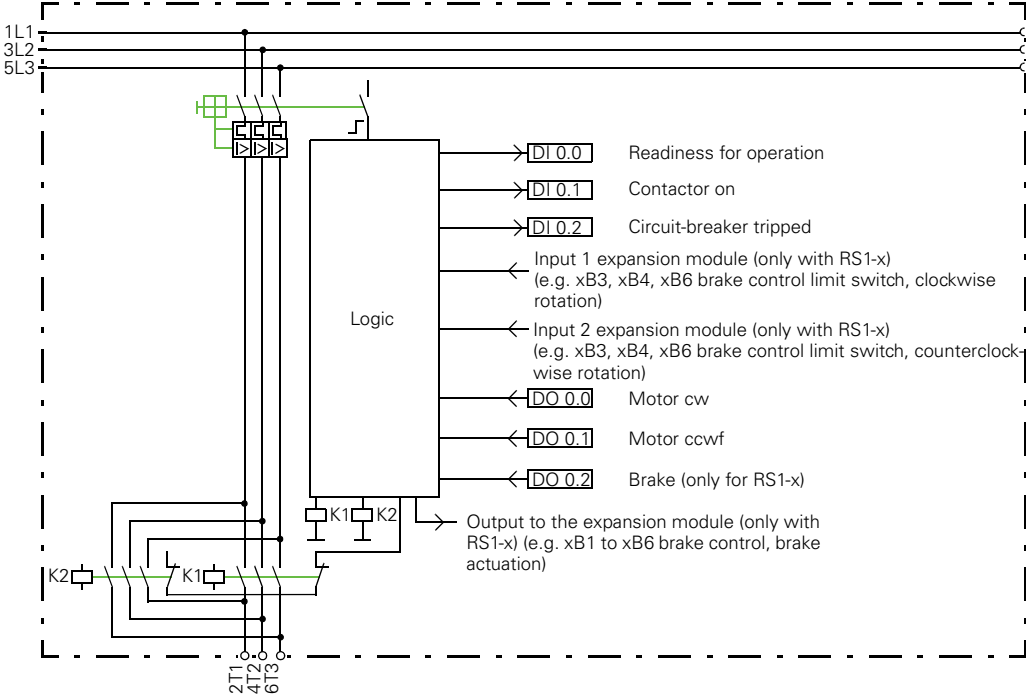 1L1
3L2
5L3
DI 0.0 Readiness for operation
DI 0.1 Contactor on
DI 0.2 Circuit-breaker tripped
Input 1 expansion module (only with RS1-x)
(e.g. xB3, xB4, xB6 brake control limit switch, clockwise
rotation)
Logic
Input 2 expansion module (only with RS1-x)
(e.g. xB3, xB4, xB6 brake control limit switch, counterclock-
wise rotation)
DO 0.0 Motor cw
DO 0.1 Motor ccwf
DO 0.2 Brake (only for RS1-x)
K1 K2
Output to the expansion module (only with
RS1-x) (e.g. xB1 to xB6 brake control, brake
actuation)
K2 K1
2T1
4T2
6T3